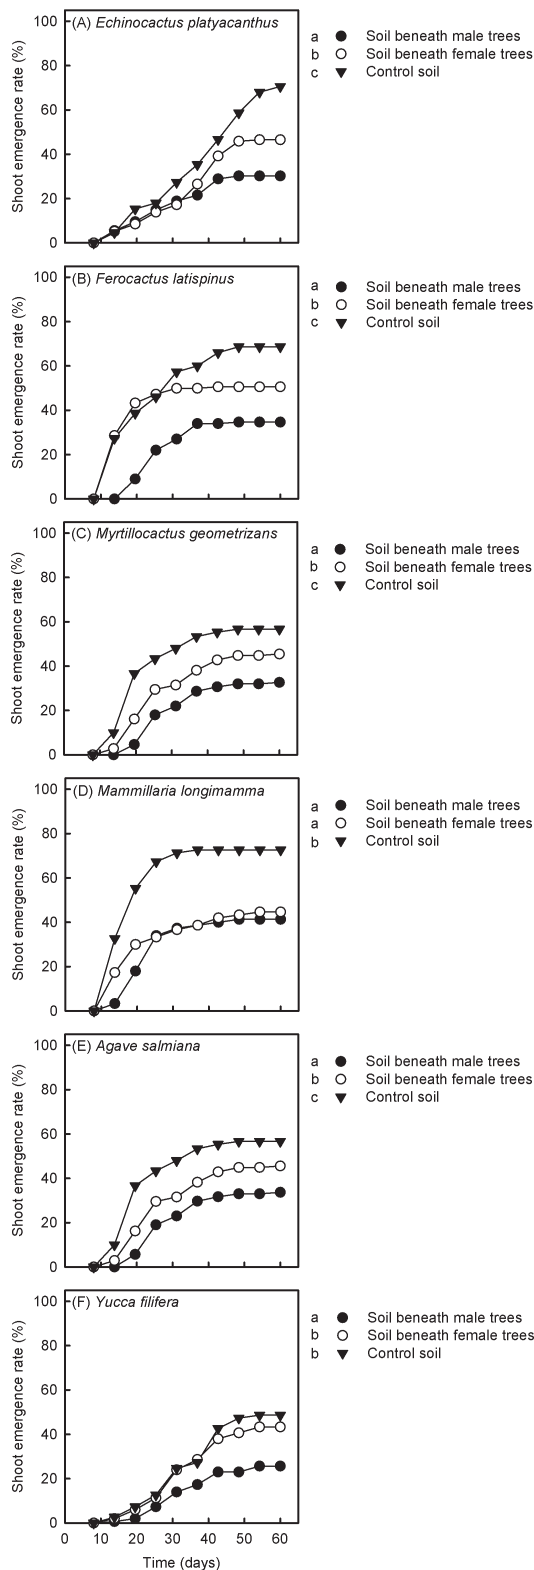 (A) Echinocactus platyacanthus
Shoot emergence rate (%)
100
80
60
40
20
0
a Soil beneath male trees
b Soil beneath female trees
c Control soil
(B) Ferocactus latispinus
Shoot emergence rate (%)
100
80
60
40
20
0
a Soil beneath male trees
b Soil beneath female trees
c Control soil
(C) Myrtillocactus geometrizans
Shoot emergence rate (%)
100
80
60
40
20
0
a Soil beneath male trees
b Soil beneath female trees
c Control soil
(D) Mammillaria longimamma
Shoot emergence rate (%)
100
80
60
40
20
0
a Soil beneath male trees
a Soil beneath female trees
b Control soil
(E) Agave salmiana
Shoot emergence rate (%)
100
80
60
40
20
0
a Soil beneath male trees
b Soil beneath female trees
c Control soil
(F) Yucca filifera
Shoot emergence rate (%)
100
80
60
40
20
0
a Soil beneath male trees
b Soil beneath female trees
b Control soil
0 10 20 30 40 50 60
Time (days)